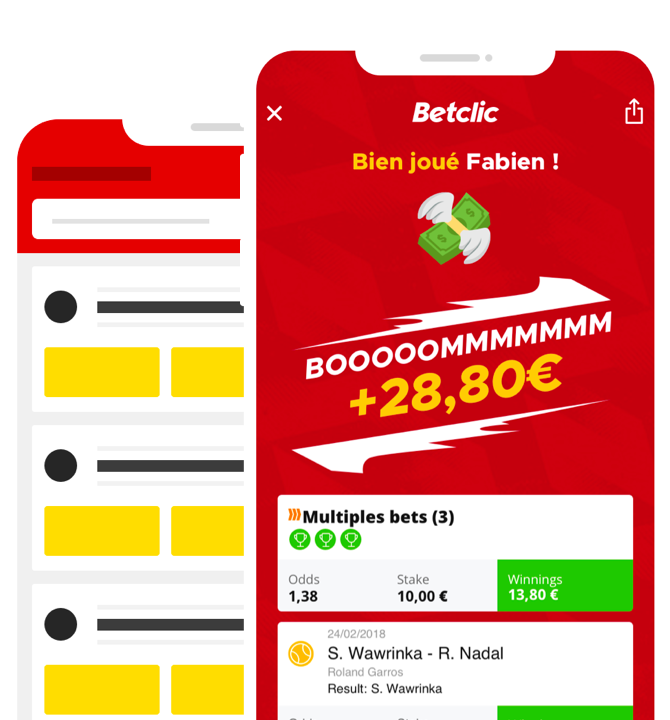 Betclic
Bien joué Fabien !
BOOOOOMMMMMMM
+28,80€
Multiples bets (3)
Odds
Stake
Winnings
1,38
10,00 €
13,80 €
24/02/2018
S. Wawrinka - R. Nadal
Roland Garros
Result: S. Wawrinka